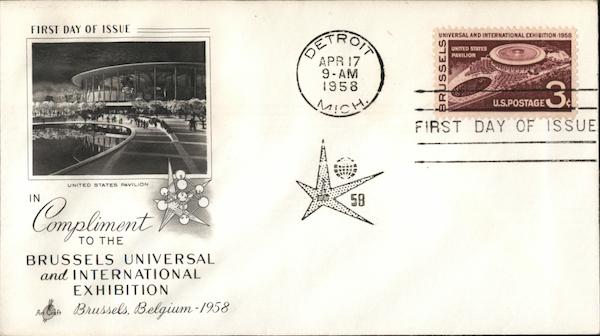 FIRST DAY OF ISSUE
UNITED STATES PAVILION
IN
Compliment
TO THE
BRUSSELS UNIVERSAL
and INTERNATIONAL
EXHIBITION
Brussels, Belgium-1958
Art Craft
DETROIT
APR 17
9-AM
1958
MICH.
58
BRUSSELS
UNIVERSAL AND INTERNATIONAL EXHIBITION-1958
UNITED STATES
PAVILION
U.S. POSTAGE 3¢
FIRST DAY OF ISSUE